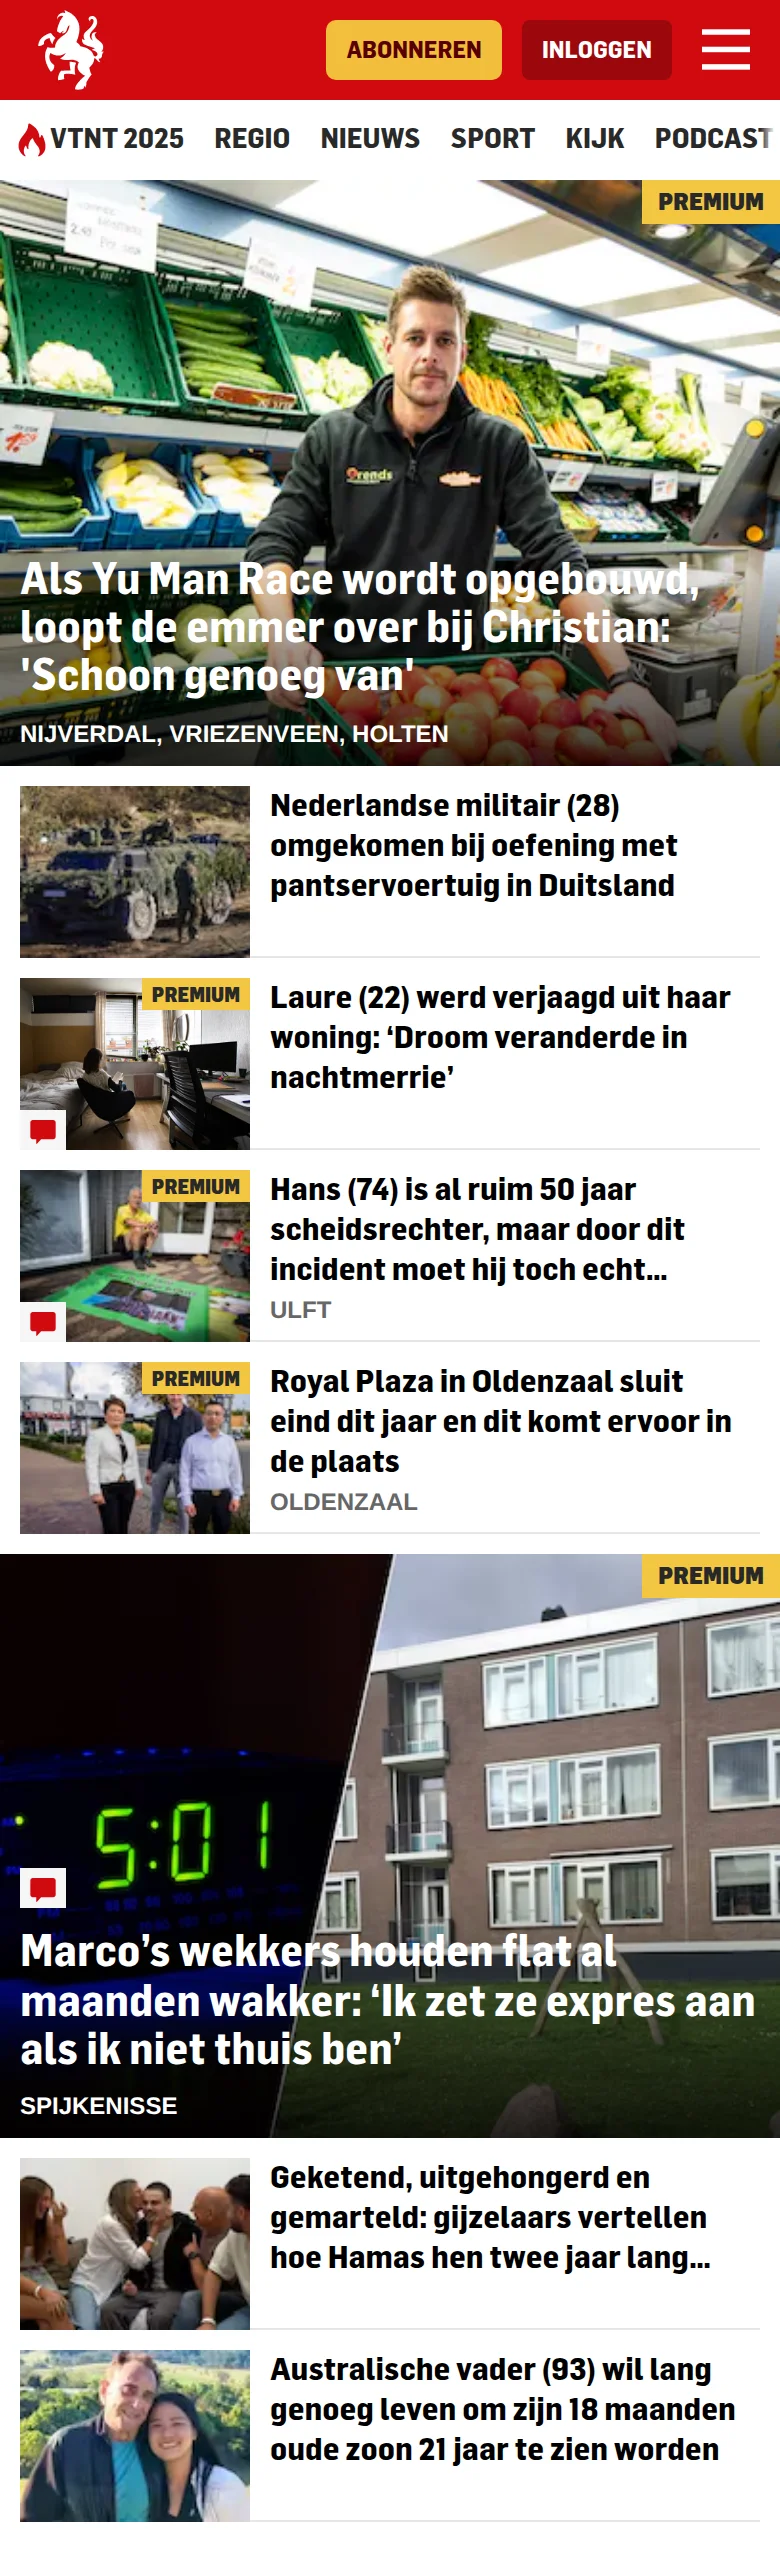 ABONNEREN
INLOGGEN
VTNT 2025 REGIO NIEUWS SPORT KIJK PODCAST
PREMIUM
2.49
Orends
Als Yu Man Race wordt opgebouwd,
loopt de emmer over bij Christian:
'Schoon genoeg van'
NIJVERDAL, VRIEZENVEEN, HOLTEN
Nederlandse militair (28)
omgekomen bij oefening met
pantservoertuig in Duitsland
PREMIUM
Laure (22) werd verjaagd uit haar
woning: ‘Droom veranderde in
nachtmerrie’
PREMIUM
Hans (74) is al ruim 50 jaar
scheidsrechter, maar door dit
incident moet hij toch echt...
ULFT
PREMIUM
Royal Plaza in Oldenzaal sluit
eind dit jaar en dit komt ervoor in
de plaats
OLDENZAAL
PREMIUM
5:01
Marco’s wekkers houden flat al
maanden wakker: ‘Ik zet ze expres aan
als ik niet thuis ben’
SPIJKENISSE
Geketend, uitgehongerd en
gemarteld: gijzelaars vertellen
hoe Hamas hen twee jaar lang...
Australische vader (93) wil lang
genoeg leven om zijn 18 maanden
oude zoon 21 jaar te zien worden